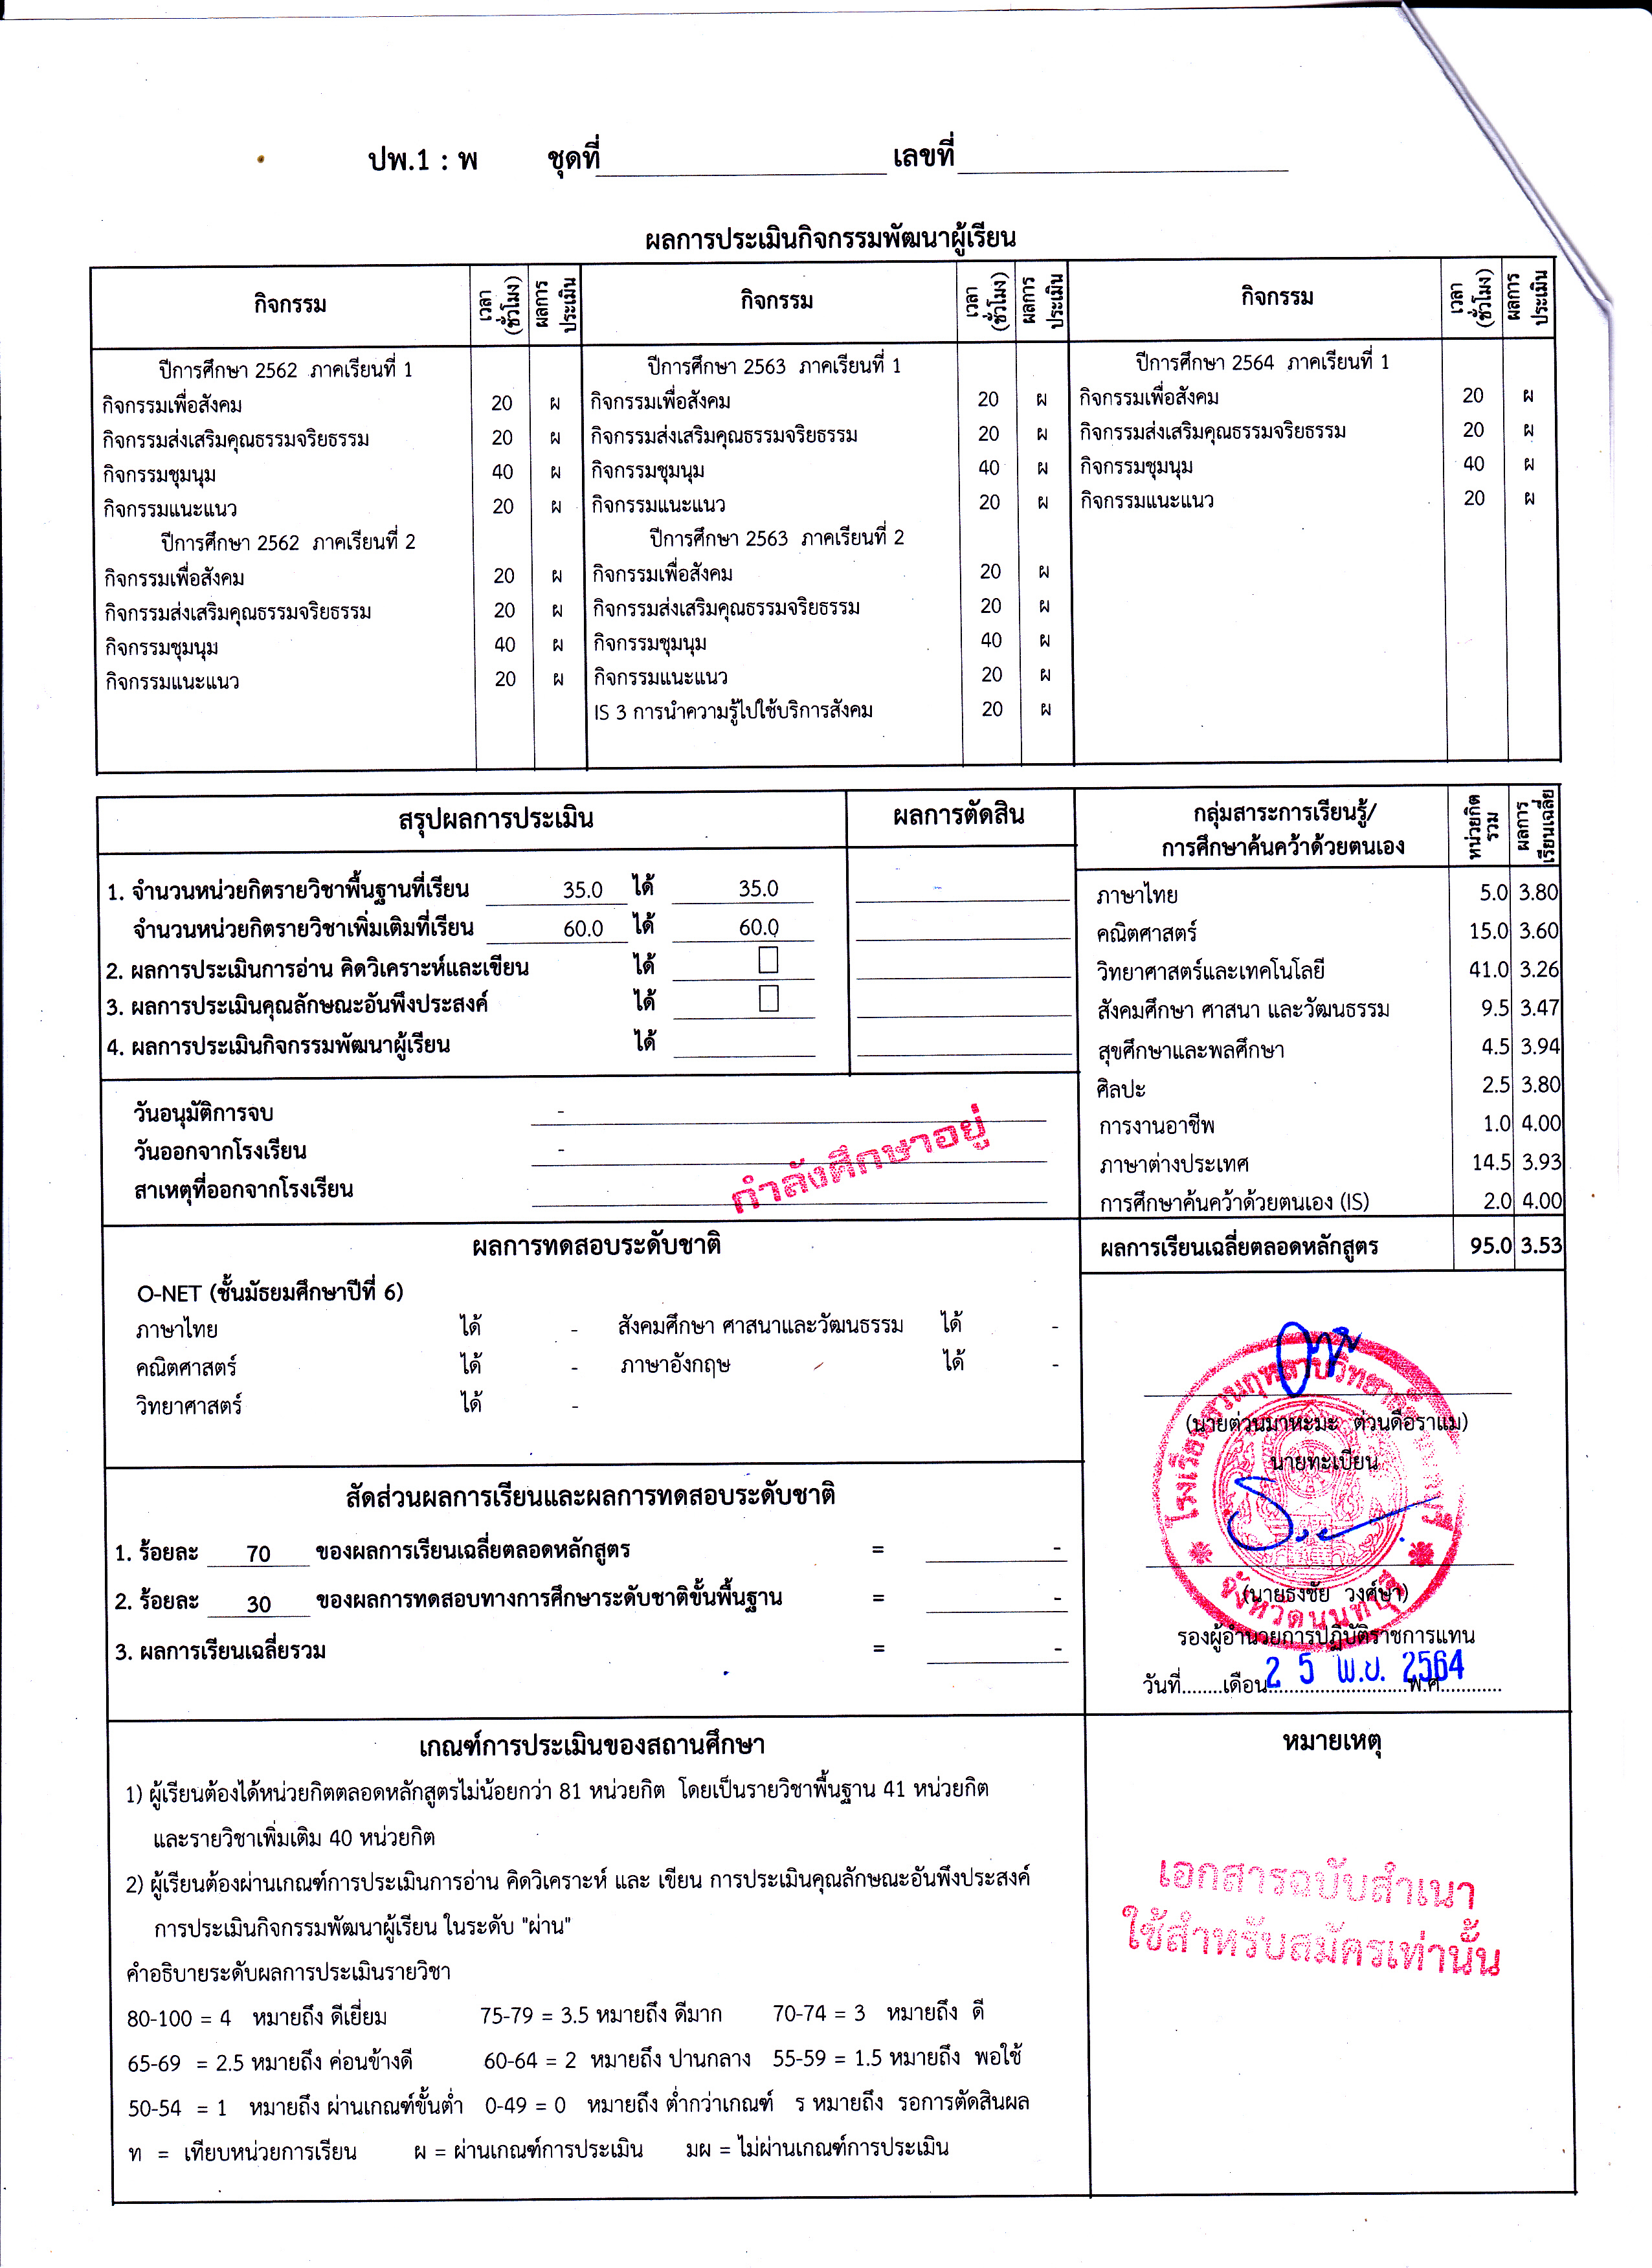 ปพ.1 : พ ชุดที่ เลขที่
ผลการประเมินกิจกรรมพัฒนาผู้เรียน
กิจกรรม เวลา (ชั่วโมง) ผลการประเมิน กิจกรรม เวลา (ชั่วโมง) ผลการประเมิน กิจกรรม เวลา (ชั่วโมง) ผลการประเมิน
ปีการศึกษา 2562 ภาคเรียนที่ 1 ปีการศึกษา 2563 ภาคเรียนที่ 1 ปีการศึกษา 2564 ภาคเรียนที่ 1
กิจกรรมเพื่อสังคม 20 ผ กิจกรรมเพื่อสังคม 20 ผ กิจกรรมเพื่อสังคม 20 ผ
กิจกรรมส่งเสริมคุณธรรมจริยธรรม 20 ผ กิจกรรมส่งเสริมคุณธรรมจริยธรรม 20 ผ กิจกรรมส่งเสริมคุณธรรมจริยธรรม 20 ผ
กิจกรรมชุมนุม 40 ผ กิจกรรมชุมนุม 40 ผ กิจกรรมชุมนุม 40 ผ
กิจกรรมแนะแนว 20 ผ กิจกรรมแนะแนว 20 ผ กิจกรรมแนะแนว 20 ผ
ปีการศึกษา 2562 ภาคเรียนที่ 2 ปีการศึกษา 2563 ภาคเรียนที่ 2
กิจกรรมเพื่อสังคม 20 ผ กิจกรรมเพื่อสังคม 20 ผ
กิจกรรมส่งเสริมคุณธรรมจริยธรรม 20 ผ กิจกรรมส่งเสริมคุณธรรมจริยธรรม 20 ผ
กิจกรรมชุมนุม 40 ผ กิจกรรมชุมนุม 40 ผ
กิจกรรมแนะแนว 20 ผ กิจกรรมแนะแนว 20 ผ
IS 3 การนำความรู้ไปใช้บริการสังคม 20 ผ
สรุปผลการประเมิน ผลการตัดสิน
1. จำนวนหน่วยกิตรายวิชาพื้นฐานที่เรียน 35.0 ได้ 35.0 -
จำนวนหน่วยกิตรายวิชาเพิ่มเติมที่เรียน 60.0 ได้ 60.0
2. ผลการประเมินการอ่าน คิดวิเคราะห์และเขียน ได้
3. ผลการประเมินคุณลักษณะอันพึงประสงค์ ได้
4. ผลการประเมินกิจกรรมพัฒนาผู้เรียน ได้
วันอนุมัติการจบ -
วันออกจากโรงเรียน -
สาเหตุที่ออกจากโรงเรียน
กำลังศึกษาอยู่
กลุ่มสาระการเรียนรู้/ หน่วยกิตรวม ผลการเรียนเฉลี่ย
การศึกษาค้นคว้าด้วยตนเอง
ภาษาไทย 5.0 3.80
คณิตศาสตร์ 15.0 3.60
วิทยาศาสตร์และเทคโนโลยี 41.0 3.26
สังคมศึกษา ศาสนา และวัฒนธรรม 9.5 3.47
สุขศึกษาและพลศึกษา 4.5 3.94
ศิลปะ 2.5 3.80
การงานอาชีพ 1.0 4.00
ภาษาต่างประเทศ 14.5 3.93
การศึกษาค้นคว้าด้วยตนเอง (IS) 2.0 4.00
ผลการเรียนเฉลี่ยตลอดหลักสูตร 95.0 3.53
ผลการทดสอบระดับชาติ
O-NET (ชั้นมัธยมศึกษาปีที่ 6)
ภาษาไทย ได้ - สังคมศึกษา ศาสนาและวัฒนธรรม ได้ -
คณิตศาสตร์ ได้ - ภาษาอังกฤษ ได้ -
วิทยาศาสตร์ ได้ -
สัดส่วนผลการเรียนและผลการทดสอบระดับชาติ
1. ร้อยละ 70 ของผลการเรียนเฉลี่ยตลอดหลักสูตร = -
2. ร้อยละ 30 ของผลการทดสอบทางการศึกษาระดับชาติขั้นพื้นฐาน = -
3. ผลการเรียนเฉลี่ยรวม = -
โรงเรียนสวนกุหลาบวิทยาลัย
(นายต่วนมาหะมะ ต่วนดือราแม)
นายทะเบียน
(นายธงชัย วงศ์ษา)
จังหวัดนนทบุรี
รองผู้อำนวยการปฏิบัติราชการแทน
วันที่........เดือน............................พ.ศ............
25 พ.ย. 2564
เกณฑ์การประเมินของสถานศึกษา
1) ผู้เรียนต้องได้หน่วยกิตตลอดหลักสูตรไม่น้อยกว่า 81 หน่วยกิต โดยเป็นรายวิชาพื้นฐาน 41 หน่วยกิต
และรายวิชาเพิ่มเติม 40 หน่วยกิต
2) ผู้เรียนต้องผ่านเกณฑ์การประเมินการอ่าน คิดวิเคราะห์ และ เขียน การประเมินคุณลักษณะอันพึงประสงค์
การประเมินกิจกรรมพัฒนาผู้เรียน ในระดับ "ผ่าน"
คำอธิบายระดับผลการประเมินรายวิชา
80-100 = 4 หมายถึง ดีเยี่ยม 75-79 = 3.5 หมายถึง ดีมาก 70-74 = 3 หมายถึง ดี
65-69 = 2.5 หมายถึง ค่อนข้างดี 60-64 = 2 หมายถึง ปานกลาง 55-59 = 1.5 หมายถึง พอใช้
50-54 = 1 หมายถึง ผ่านเกณฑ์ขั้นต่ำ 0-49 = 0 หมายถึง ต่ำกว่าเกณฑ์ ร หมายถึง รอการตัดสินผล
ท = เทียบหน่วยการเรียน ผ = ผ่านเกณฑ์การประเมิน มผ = ไม่ผ่านเกณฑ์การประเมิน
หมายเหตุ
เอกสารฉบับสำเนา
ใช้สำหรับสมัครเท่านั้น